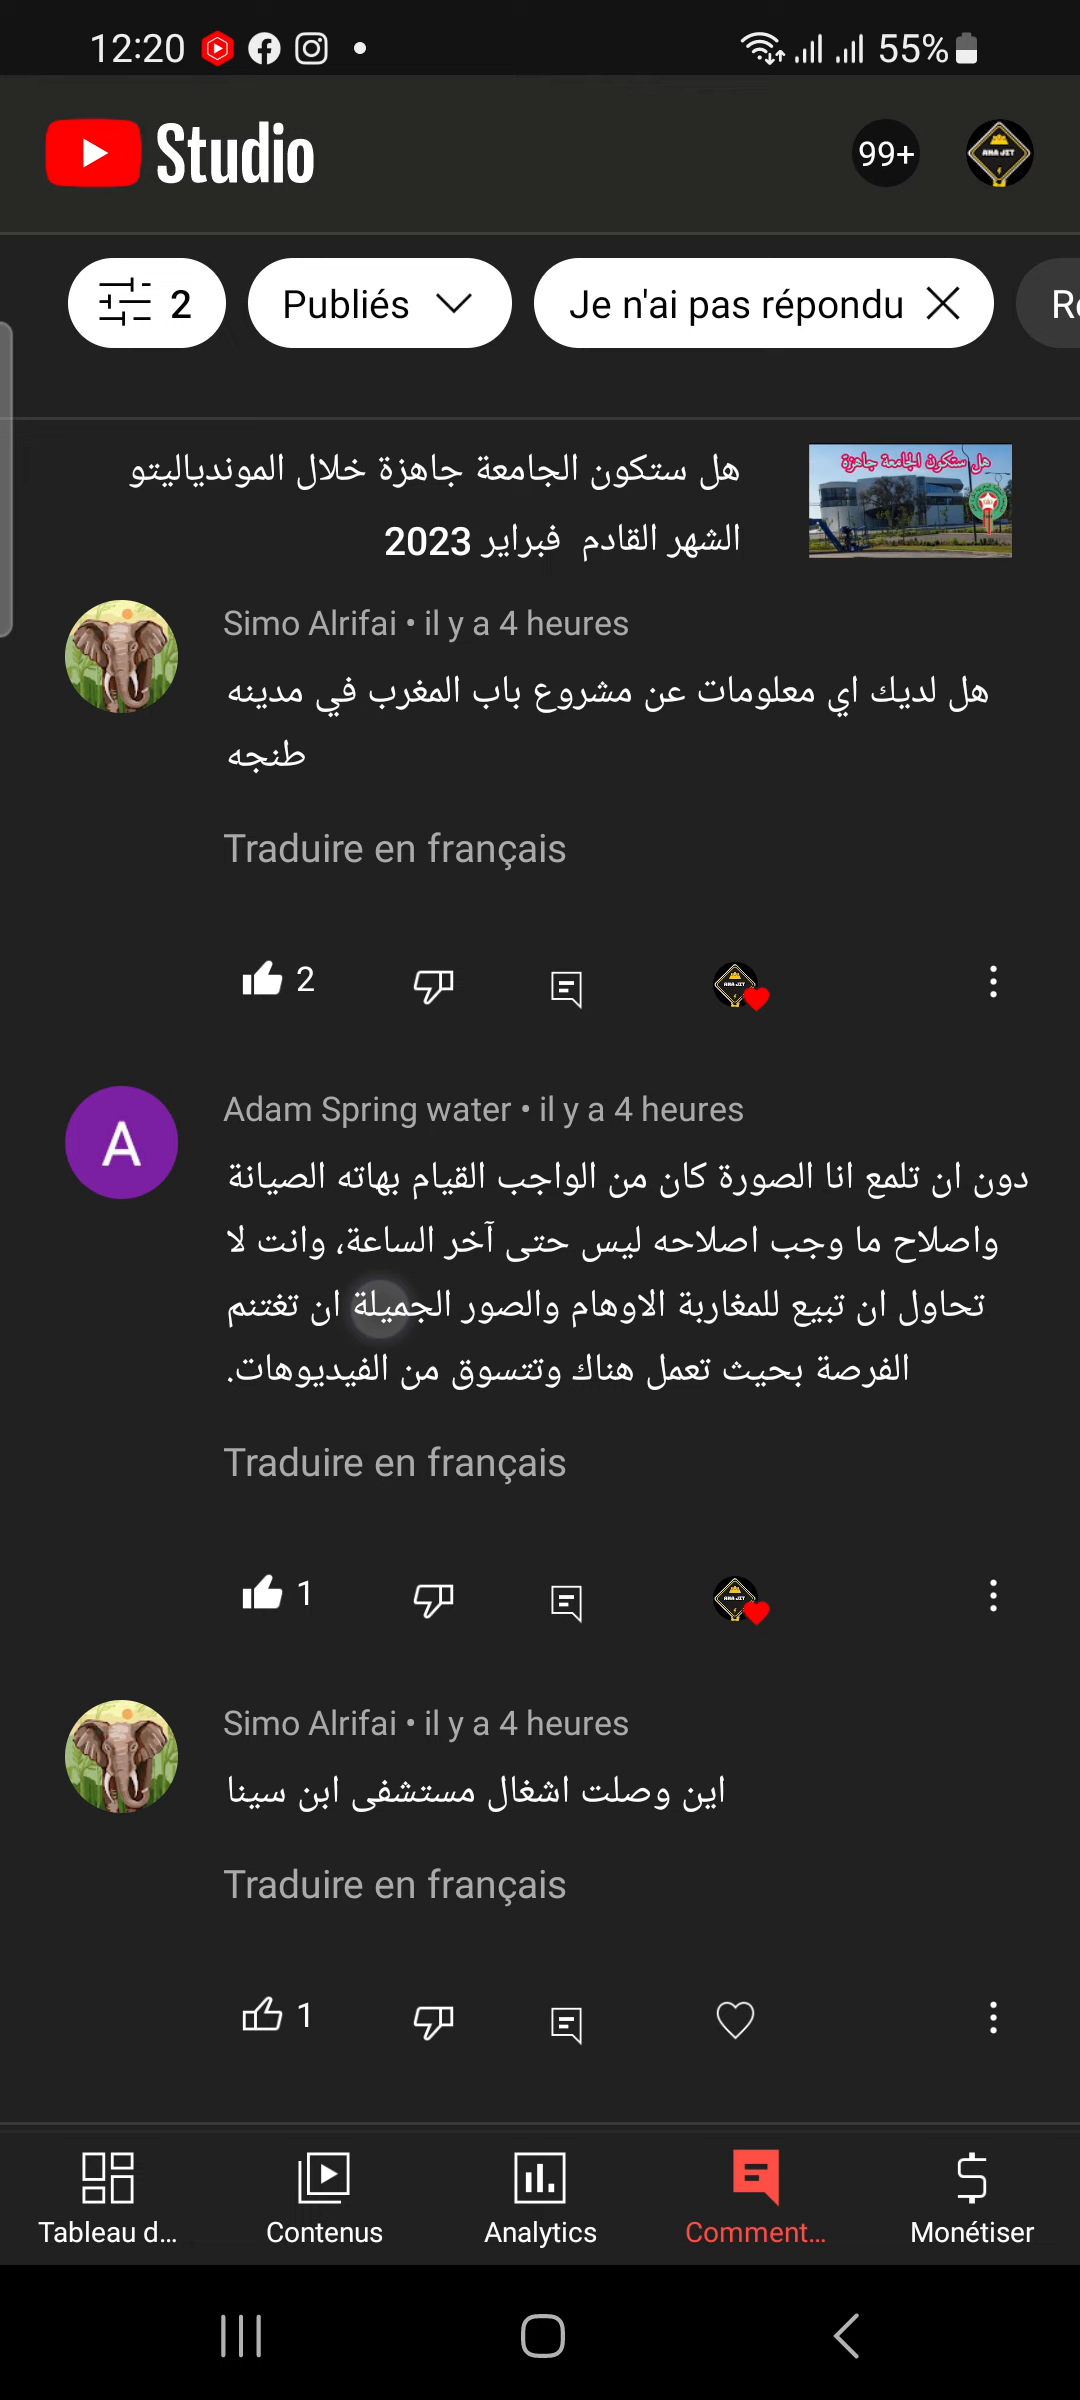 12:20
55%
Studio
99+
ANA JIT
2
Publiés
Je n'ai pas répondu
هل ستكون الجامعة جاهزة خلال الموندياليتو
الشهر القادم فبراير 2023
هل ستكون الجامعة جاهزة
Simo Alrifai • il y a 4 heures
هل لديك اي معلومات عن مشروع باب المغرب في مدينه
طنجه
Traduire en français
2
Adam Spring water • il y a 4 heures
A
دون ان تلمع انا الصورة كان من الواجب القيام بهاته الصيانة
واصلاح ما وجب اصلاحه ليس حتى آخر الساعة، وانت لا
تحاول ان تبيع للمغاربة الاوهام والصور الجميلة ان تغتنم
الفرصة بحيث تعمل هناك وتتسوق من الفيديوهات.
Traduire en français
1
Simo Alrifai • il y a 4 heures
اين وصلت اشغال مستشفى ابن سينا
Traduire en français
1
Tableau d...
Contenus
Analytics
Comment...
Monétiser